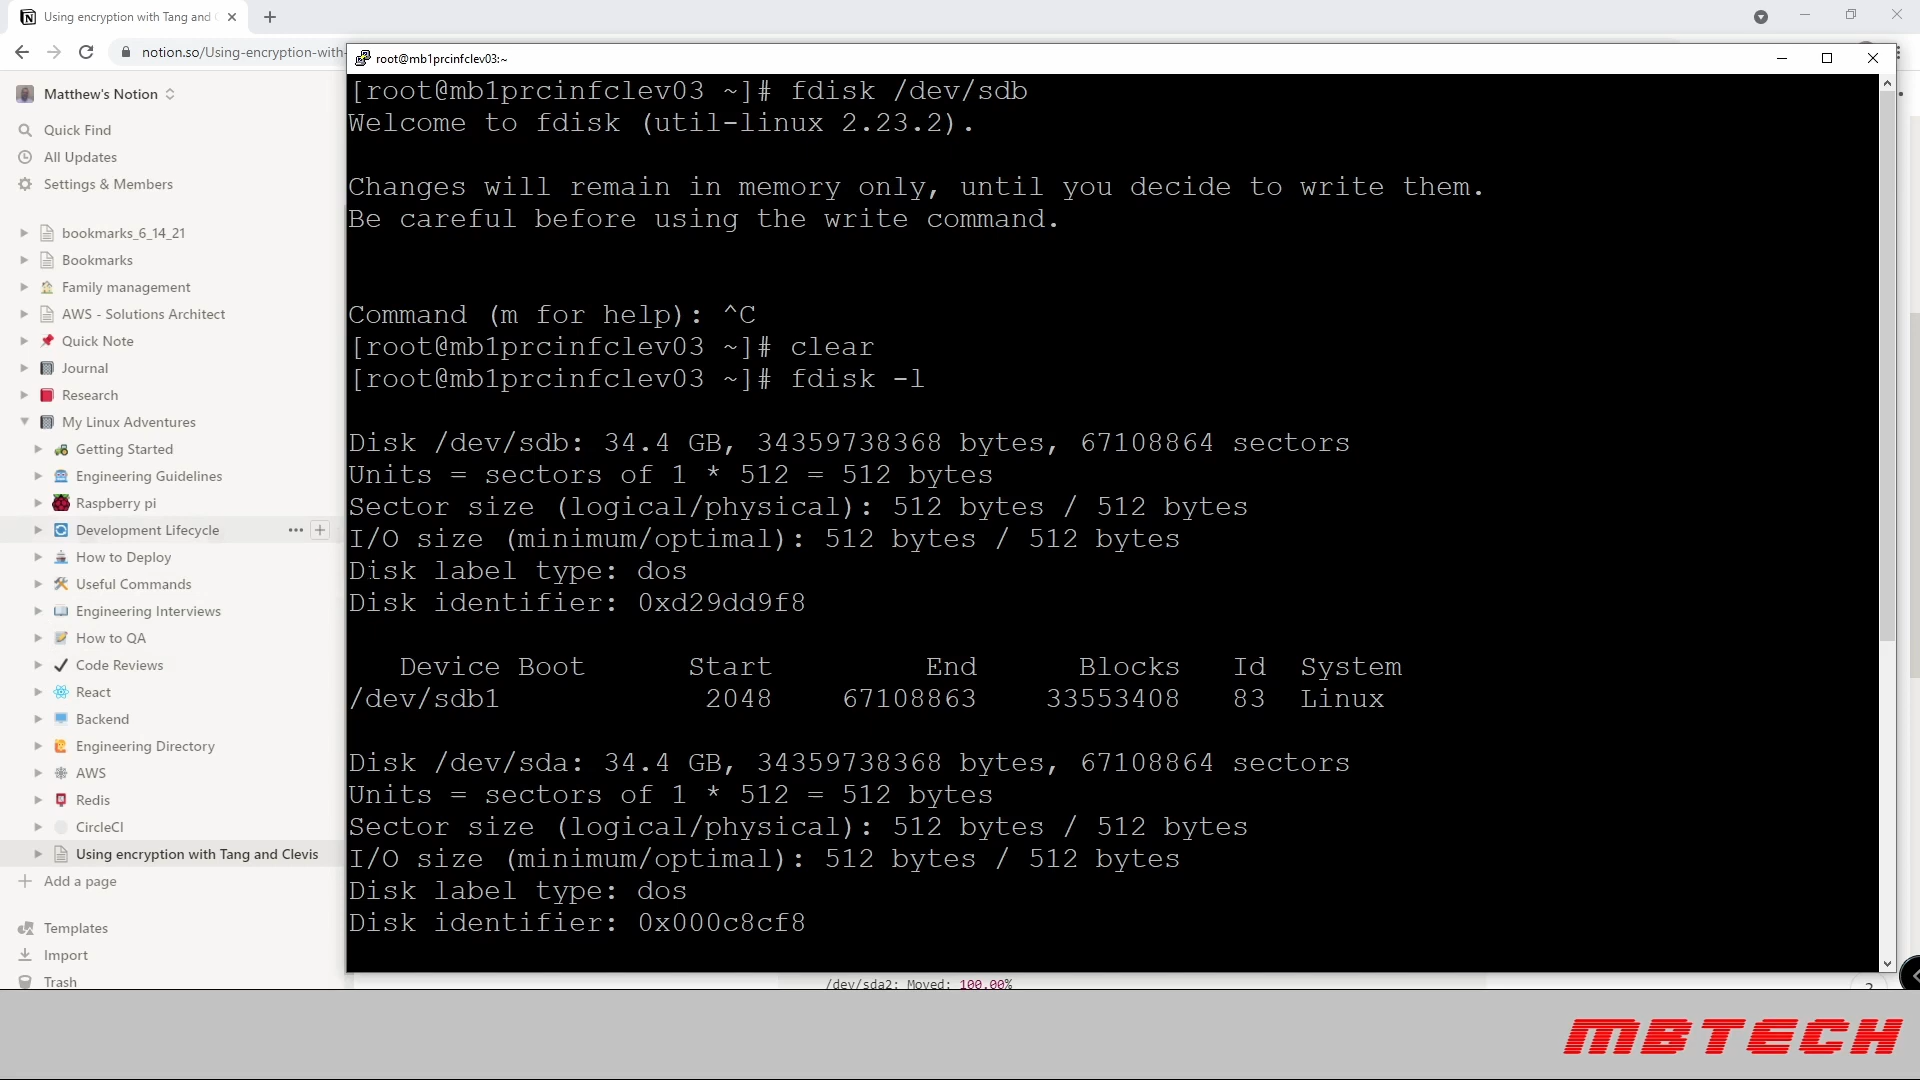 Using encryption with Tang and
notion.so/Using-encryption-with-
Matthew's Notion
Quick Find
All Updates
Settings & Members
bookmarks_6_14_21
Bookmarks
Family management
AWS - Solutions Architect
Quick Note
Journal
Research
My Linux Adventures
Getting Started
Engineering Guidelines
Raspberry pi
Development Lifecycle
How to Deploy
Useful Commands
Engineering Interviews
How to QA
Code Reviews
React
Backend
Engineering Directory
AWS
Redis
CircleCI
Using encryption with Tang and Clevis
Add a page
Templates
Import
Trash
root@mb1prcinfclev03:~
[root@mb1prcinfclev03 ~]# fdisk /dev/sdb
Welcome to fdisk (util-linux 2.23.2).
Changes will remain in memory only, until you decide to write them.
Be careful before using the write command.
Command (m for help): ^C
[root@mb1prcinfclev03 ~]# clear
[root@mb1prcinfclev03 ~]# fdisk -l
Disk /dev/sdb: 34.4 GB, 34359738368 bytes, 67108864 sectors
Units = sectors of 1 * 512 = 512 bytes
Sector size (logical/physical): 512 bytes / 512 bytes
I/O size (minimum/optimal): 512 bytes / 512 bytes
Disk label type: dos
Disk identifier: 0xd29dd9f8
Device Boot Start End Blocks Id System
/dev/sdb1 2048 67108863 33553408 83 Linux
Disk /dev/sda: 34.4 GB, 34359738368 bytes, 67108864 sectors
Units = sectors of 1 * 512 = 512 bytes
Sector size (logical/physical): 512 bytes / 512 bytes
I/O size (minimum/optimal): 512 bytes / 512 bytes
Disk label type: dos
Disk identifier: 0x000c8cf8
/dev/sda2: Moved: 100.00%
MBTECH